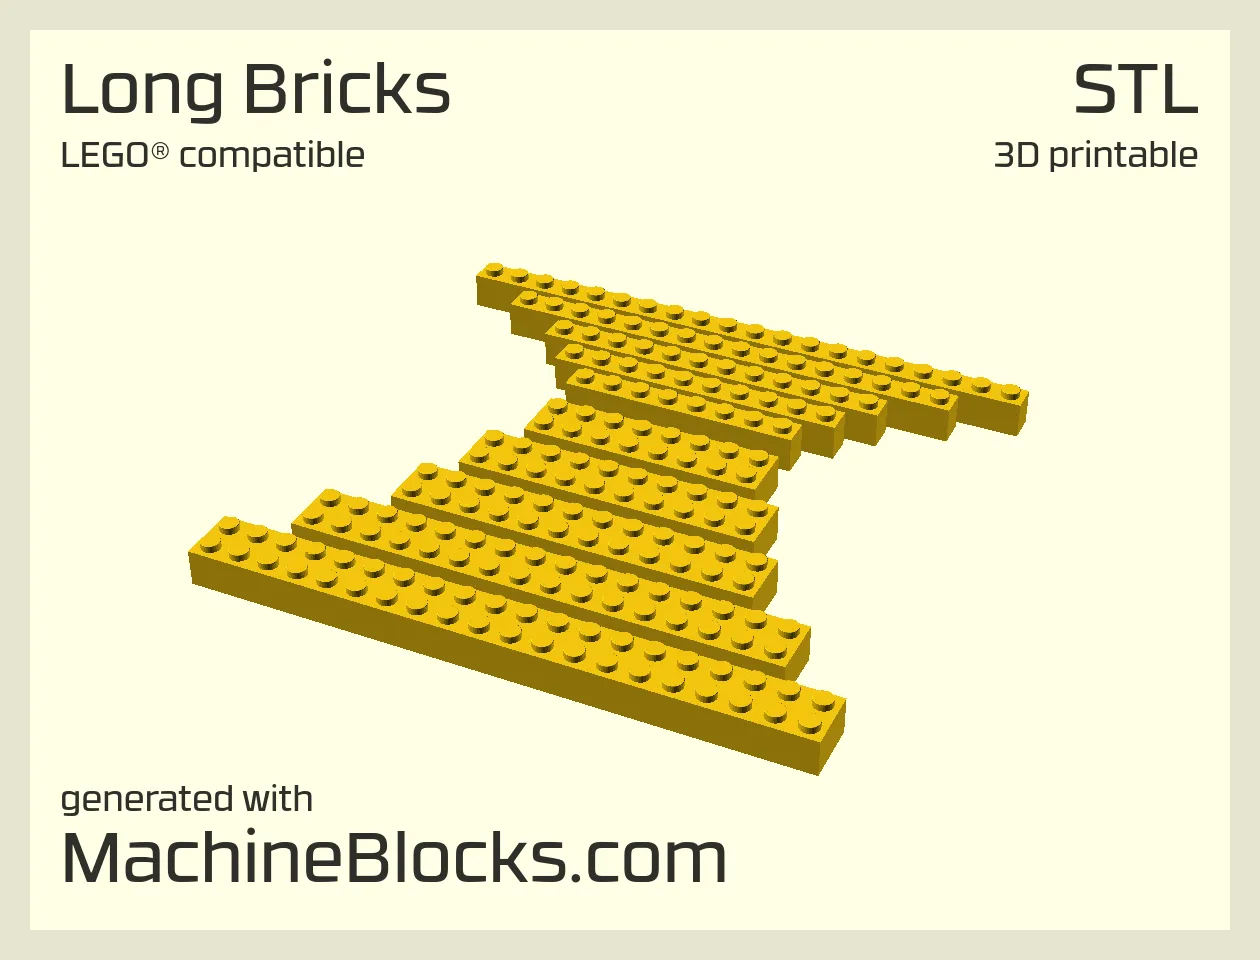 Long Bricks
LEGO® compatible
STL
3D printable
generated with
MachineBlocks.com